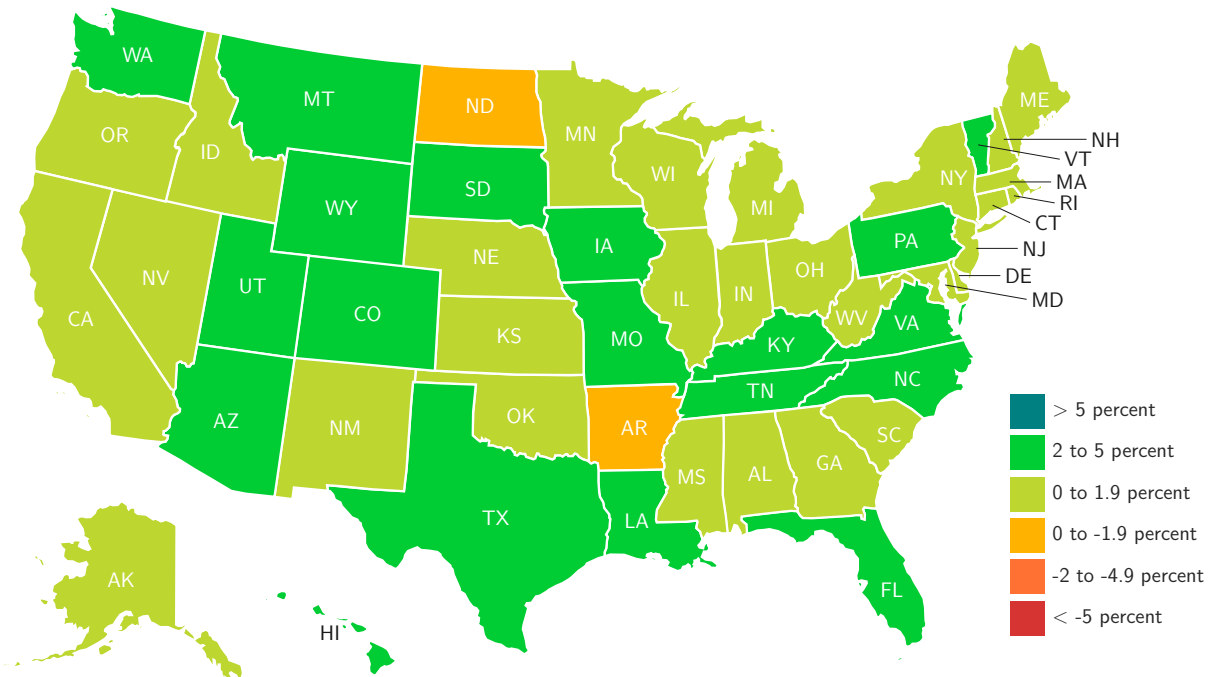 WA
MT
ND
MN
ME
OR
ID
NH
VT
WI
NY
MA
SD
RI
WY
MI
CT
PA
IA
NJ
NE
OH
DE
NV
UT
IN
IL
MD
CO
WV
CA
VA
KS
MO
KY
NC
TN
AZ
NM
OK
AR
SC
GA
AL
MS
TX
LA
AK
FL
HI
> 5 percent
2 to 5 percent
0 to 1.9 percent
0 to -1.9 percent
-2 to -4.9 percent
< -5 percent